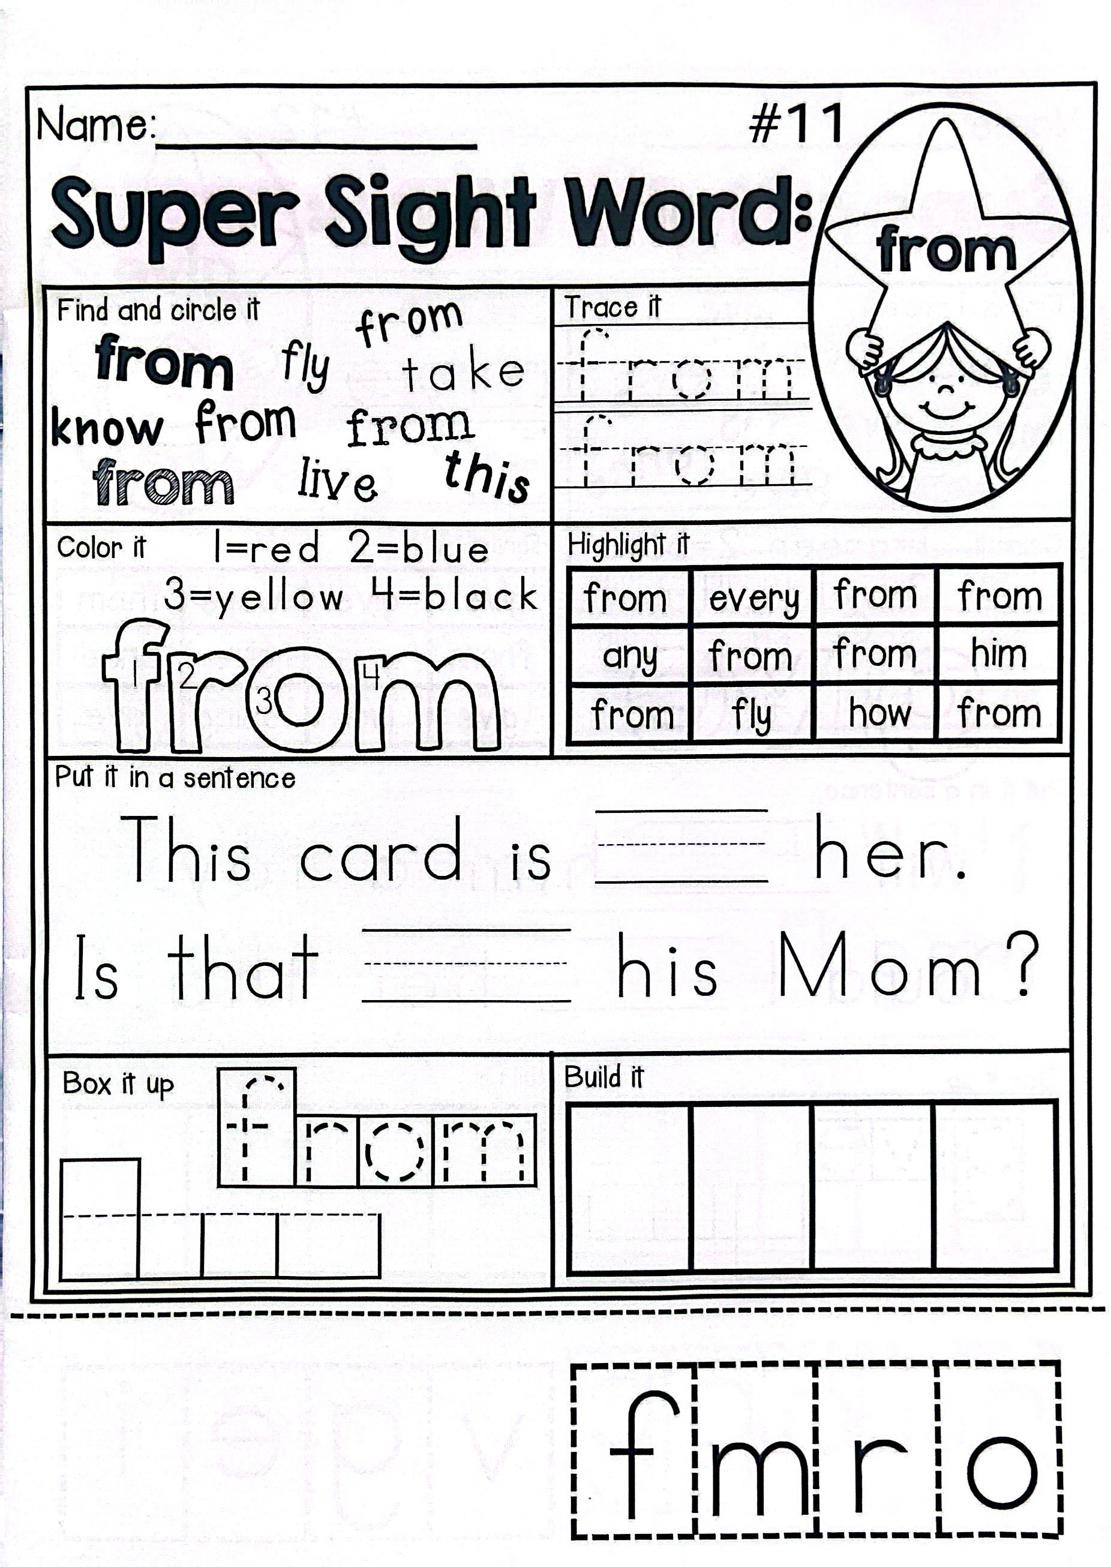 Name:
#11
Super Sight Word:
from
Find and circle it
from
from fly take
know from from
from live this
Trace it
from
from
Color it 1=red 2=blue
3=yellow 4=black
from
1 2 3 4
Highlight it
from every from from
any from from him
from fly how from
Put it in a sentence
This card is her.
Is that his Mom?
Box it up
from
Build it
f m r o